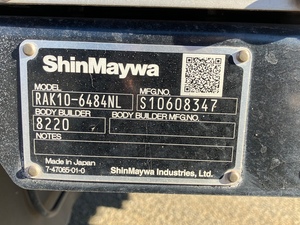 ShinMaywa
MODEL MFG.NO.
RAK10-6484NL S10608347
BODY BUILDER BODY BUILDER MFG.NO.
8220
NOTES
Made in Japan
7-47065-01-0 ShinMaywa Industries, Ltd.